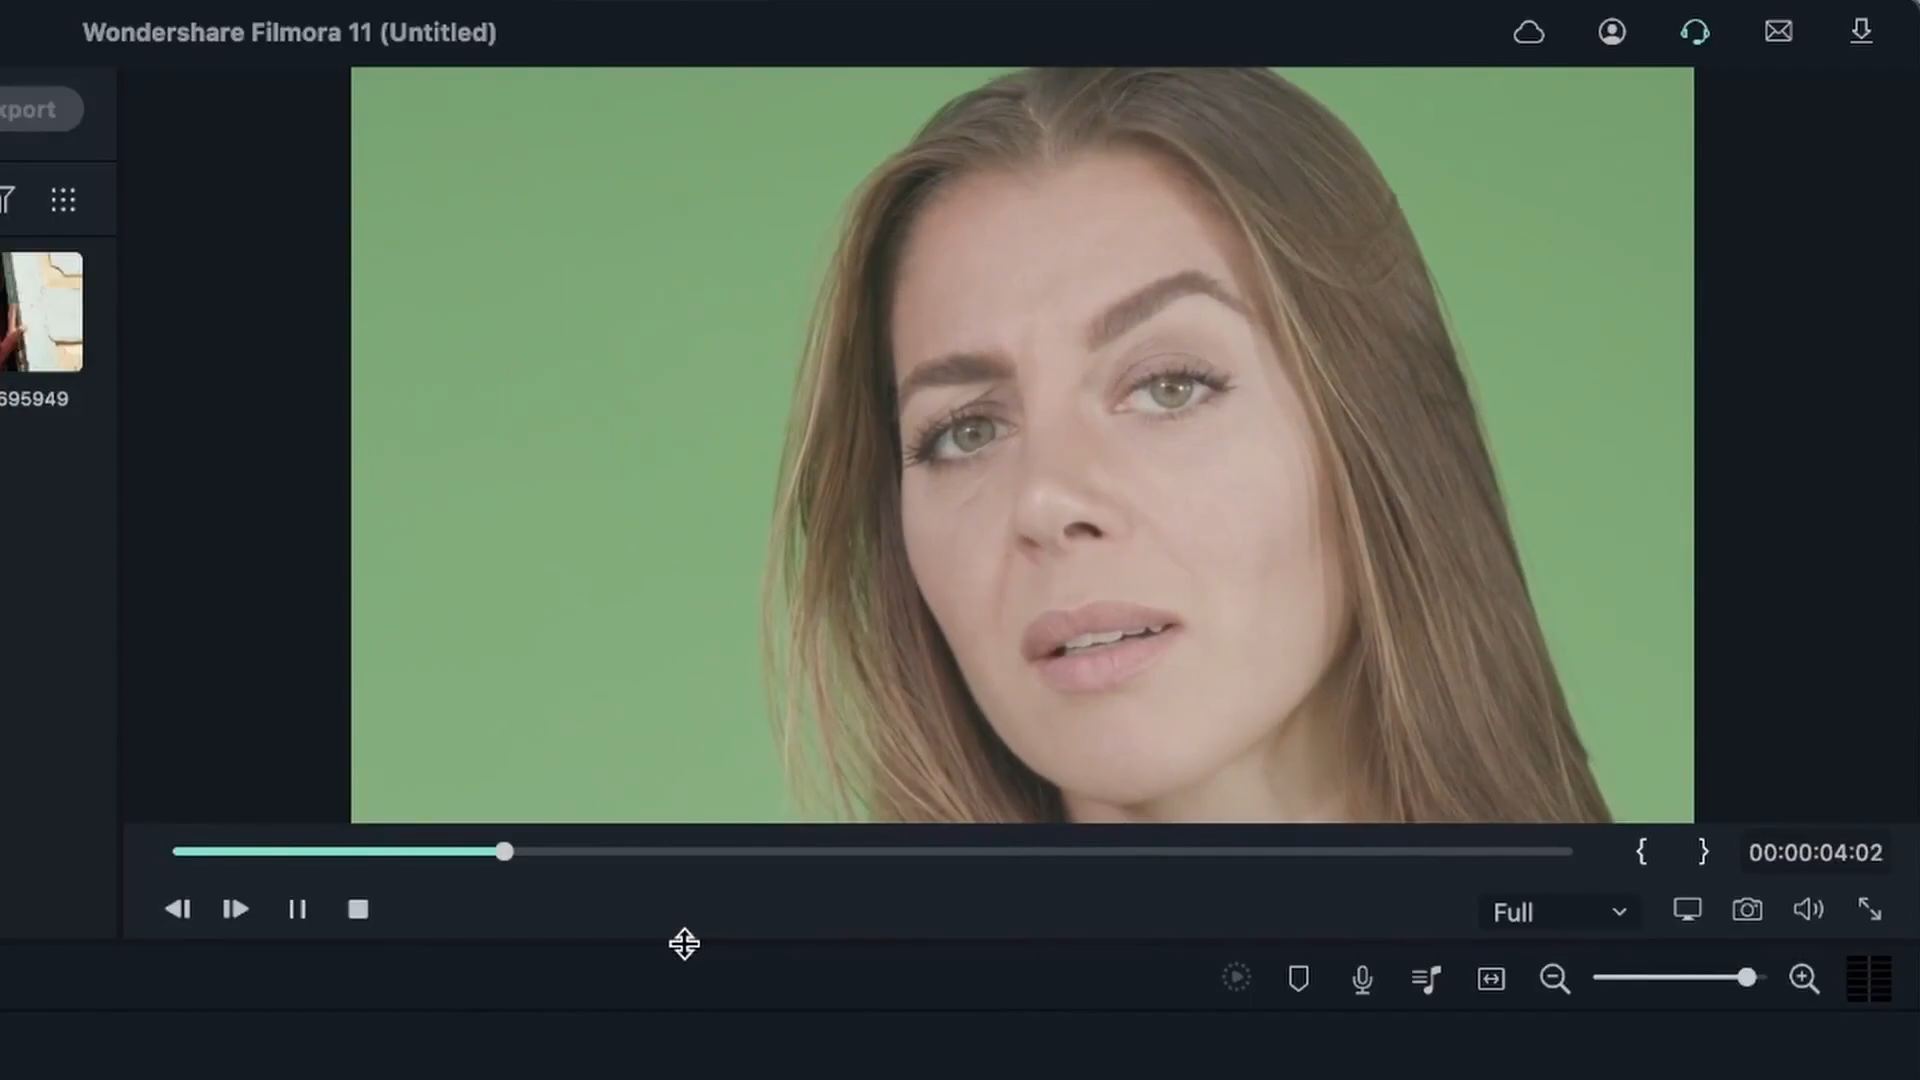 Wondershare Filmora 11 (Untitled)
xport
695949
{ } 00:00:04:02
Full